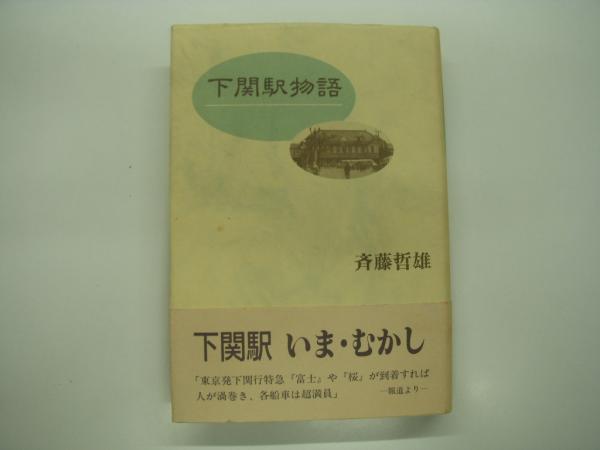 下関駅物語
斉藤哲雄
下関駅 いま・むかし
「東京発下関行特急『富士』や『桜』が到着すれば
人が渦巻き、各船車は超満員」 ―報道より―